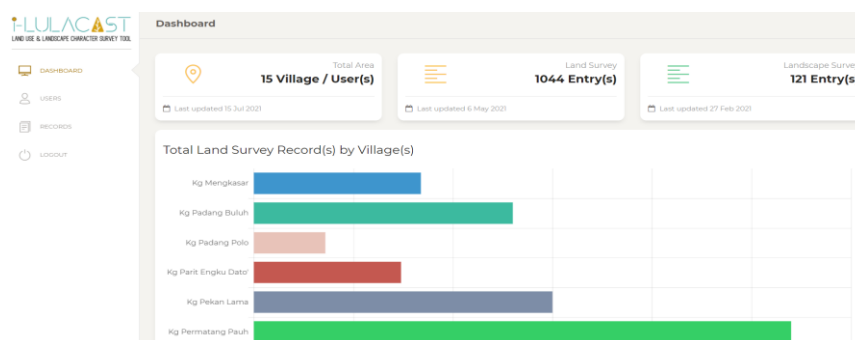 i-LULACAST
LAND USE & LANDSCAPE CHARACTER SURVEY TOOL
DASHBOARD
USERS
RECORDS
LOGOUT
Dashboard
Total Area
15 Village / User(s)
Last updated 15 Jul 2021
Land Survey
1044 Entry(s)
Last updated 6 May 2021
Landscape Surve
121 Entry(s
Last updated 27 Feb 2021
Total Land Survey Record(s) by Village(s)
Kg Mengkasar
Kg Padang Buluh
Kg Padang Polo
Kg Parit Engku Dato'
Kg Pekan Lama
Kg Permatang Pauh